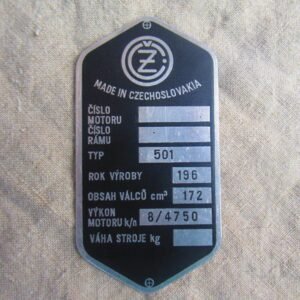 ČZ
MADE IN CZECHOSLOVAKIA
ČÍSLO
MOTORU
ČÍSLO
RÁMU
TYP 501
ROK VÝROBY 196
OBSAH VÁLCŮ cm³ 172
VÝKON
MOTORU k/n 8/4750
VÁHA STROJE kg